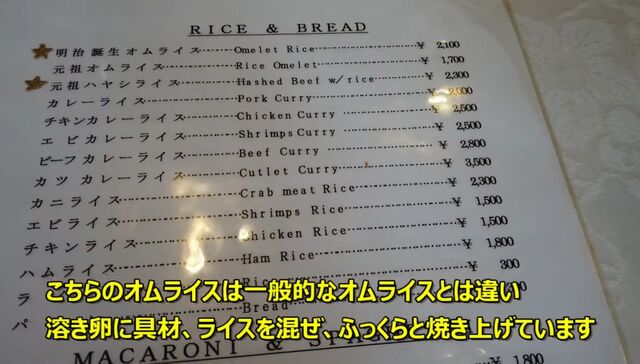 RICE & BREAD
明治誕生オムライス Omelet Rice ¥ 2,100
元祖オムライス Rice Omelet ¥ 1,700
元祖ハヤシライス Hashed Beef w/rice ¥ 2,300
カレーライス Pork Curry ¥
チキンカレーライス Chicken Curry ¥ 2,500
エビカレーライス Shrimps Curry ¥ 2,500
ビーフカレーライス Beef Curry ¥ 2,800
カツカレーライス Cutlet Curry ¥ 3,500
カニライス Crab meat Rice ¥ 2,300
エビライス Shrimps Rice ¥ 1,500
チキンライス Chicken Rice ¥ 1,500
ハムライス Ham Rice ¥ 1,800
ラ ¥ 300
パ Bread
こちらのオムライスは一般的なオムライスとは違い
溶き卵に具材、ライスを混ぜ、ふっくらと焼き上げています
MACARONI &
¥ 1,800